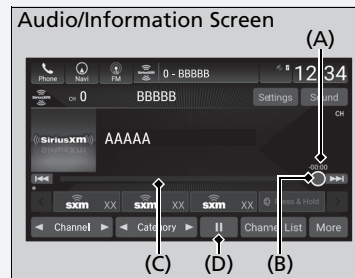 Audio/Information Screen
(A)
Phone Navi FM SiriusXM 0 - BBBBB 12:34
CH 0 BBBBB Settings Sound
CH
((SiriusXM)) AAAAA
-00:00
sxm XX sxm XX sxm XX Press & Hold
Channel Category Channel List More
(C) (D) (B)